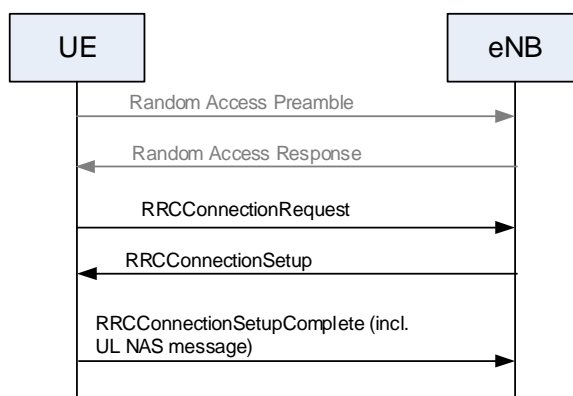 UE
eNB
Random Access Preamble
Random Access Response
RRCConnectionRequest
RRCConnectionSetup
RRCConnectionSetupComplete (incl.
UL NAS message)